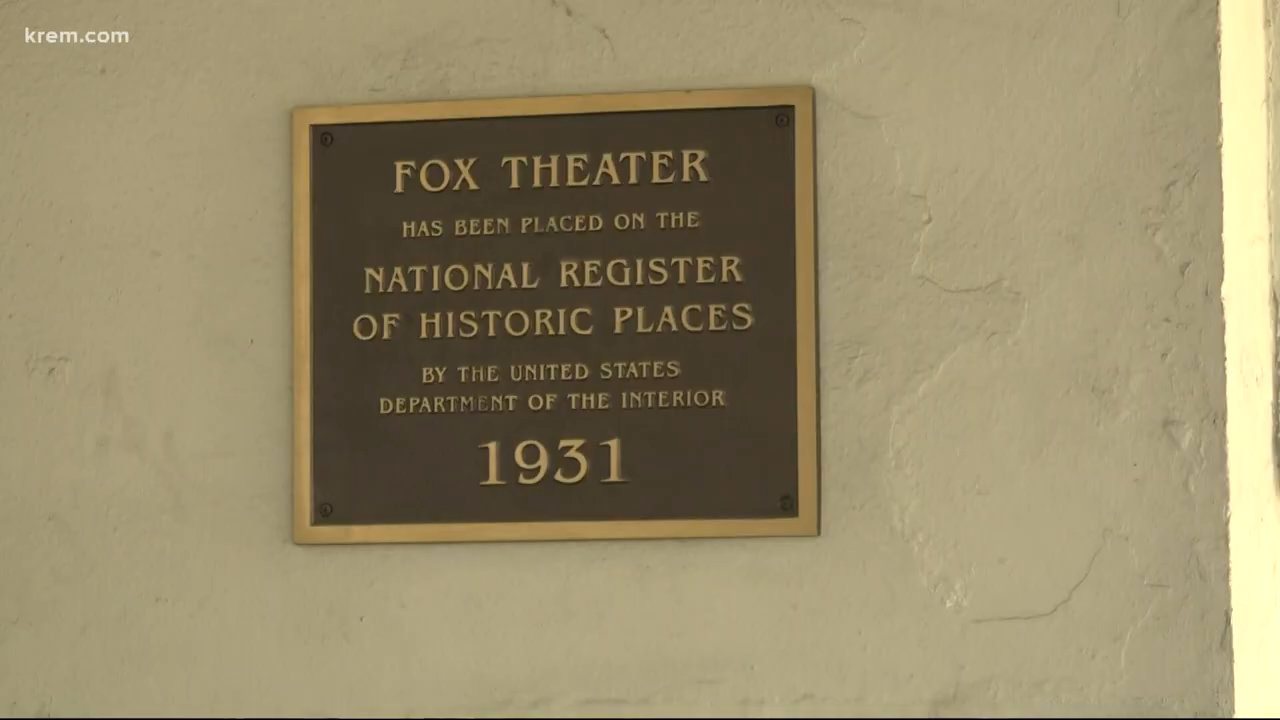 krem.com
FOX THEATER
HAS BEEN PLACED ON THE
NATIONAL REGISTER
OF HISTORIC PLACES
BY THE UNITED STATES
DEPARTMENT OF THE INTERIOR
1931